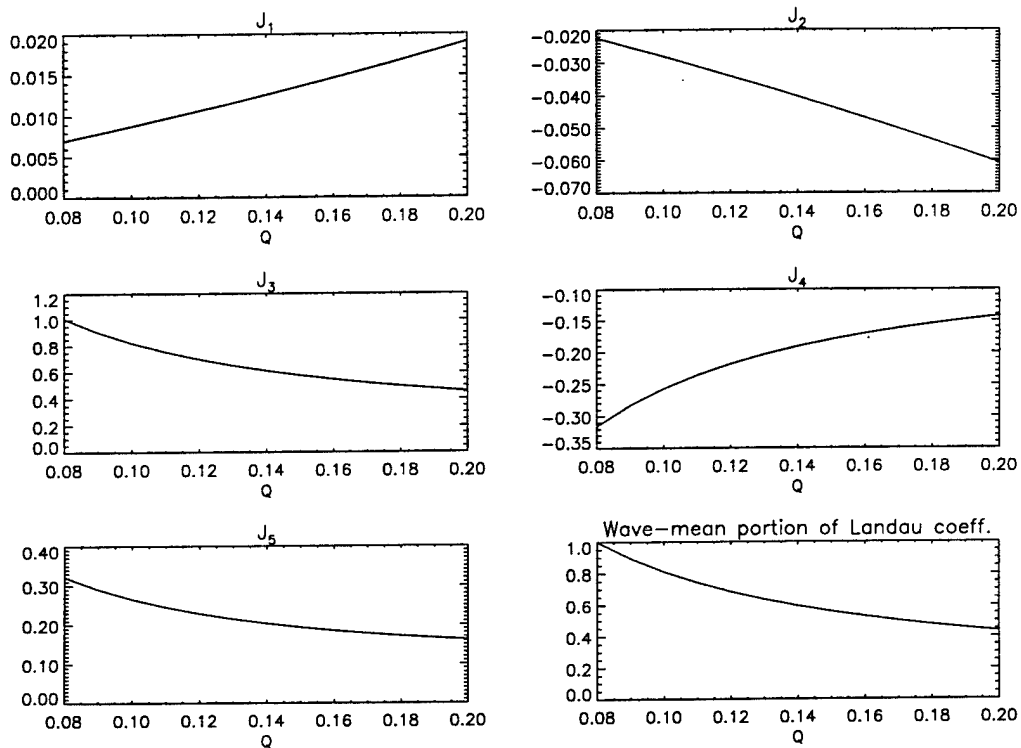 J1
0.020
0.015
0.010
0.005
0.000
0.08 0.10 0.12 0.14 0.16 0.18 0.20
Q
J2
−0.020
−0.030
−0.040
−0.050
−0.060
−0.070
0.08 0.10 0.12 0.14 0.16 0.18 0.20
Q
J3
1.2
1.0
0.8
0.6
0.4
0.2
0.0
0.08 0.10 0.12 0.14 0.16 0.18 0.20
Q
J4
−0.10
−0.15
−0.20
−0.25
−0.30
−0.35
0.08 0.10 0.12 0.14 0.16 0.18 0.20
Q
J5
0.40
0.30
0.20
0.10
0.00
0.08 0.10 0.12 0.14 0.16 0.18 0.20
Q
Wave−mean portion of Landau coeff.
1.0
0.8
0.6
0.4
0.2
0.0
0.08 0.10 0.12 0.14 0.16 0.18 0.20
Q